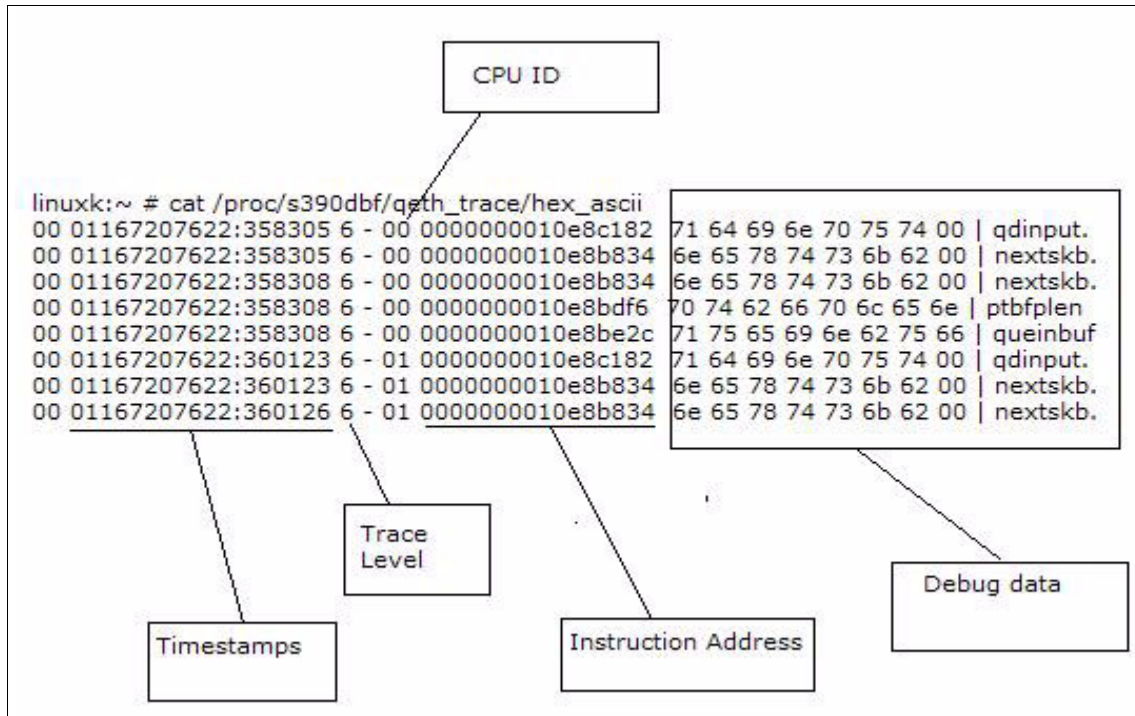 CPU ID
linuxk:~ # cat /proc/s390dbf/qeth_trace/hex_ascii
00 01167207622:358305 6 - 00 0000000010e8c182 71 64 69 6e 70 75 74 00 | qdinput.
00 01167207622:358305 6 - 00 0000000010e8b834 6e 65 78 74 73 6b 62 00 | nextskb.
00 01167207622:358308 6 - 00 0000000010e8b834 6e 65 78 74 73 6b 62 00 | nextskb.
00 01167207622:358308 6 - 00 0000000010e8bdf6 70 74 62 66 70 6c 65 6e | ptbfplen
00 01167207622:358308 6 - 00 0000000010e8be2c 71 75 65 69 6e 62 75 66 | queinbuf
00 01167207622:360123 6 - 01 0000000010e8c182 71 64 69 6e 70 75 74 00 | qdinput.
00 01167207622:360123 6 - 01 0000000010e8b834 6e 65 78 74 73 6b 62 00 | nextskb.
00 01167207622:360126 6 - 01 0000000010e8b834 6e 65 78 74 73 6b 62 00 | nextskb.
Trace
Level
Debug data
Timestamps
Instruction Address